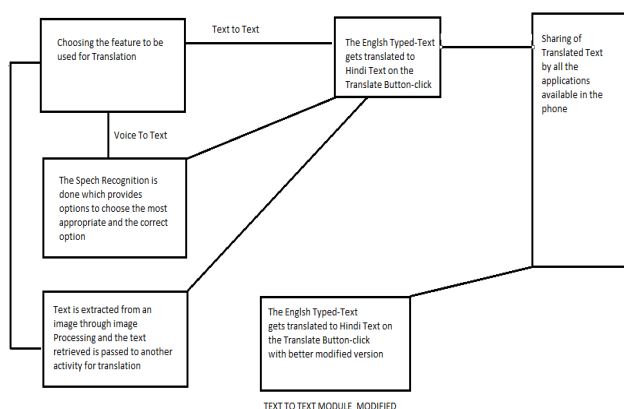 Choosing the feature to be
used for Translation
Text to Text
The Englsh Typed-Text
gets translated to
Hindi Text on the
Translate Button-click
Sharing of
Translated Text
by all the
applications
available in the
phone
Voice To Text
The Spech Recognition is
done which provides
options to choose the most
appropriate and the correct
option
Text is extracted from an
image through image
Processing and the text
retrieved is passed to another
activity for translation
The Englsh Typed-Text
gets translated to Hindi Text on
the Translate Button-click
with better modified version
TEXT TO TEXT MODULE MODIFIED